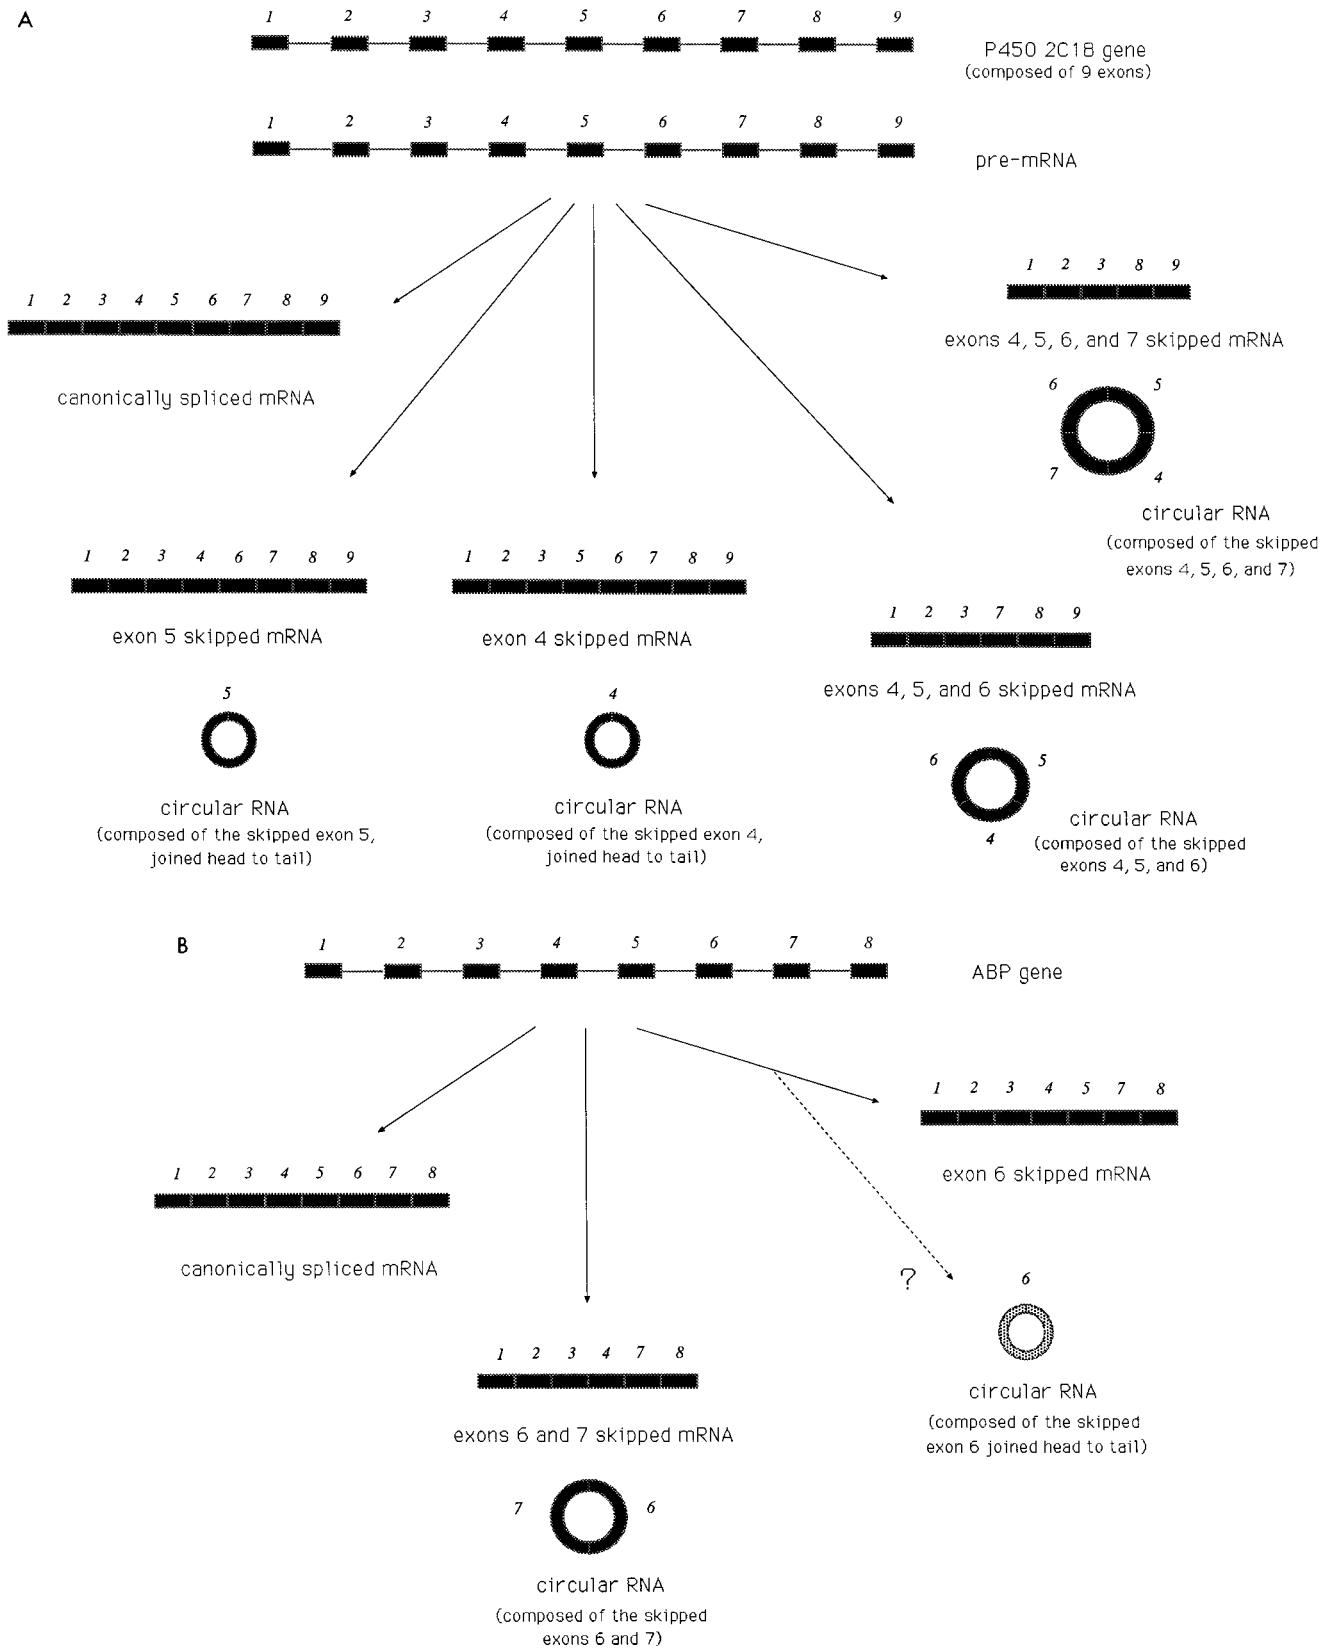 A
1 2 3 4 5 6 7 8 9
P450 2C18 gene
(composed of 9 exons)
1 2 3 4 5 6 7 8 9
pre-mRNA
1 2 3 8 9
exons 4, 5, 6, and 7 skipped mRNA
1 2 3 4 5 6 7 8 9
canonically spliced mRNA
6 5
7 4
circular RNA
(composed of the skipped
exons 4, 5, 6, and 7)
1 2 3 4 6 7 8 9
exon 5 skipped mRNA
1 2 3 5 6 7 8 9
exon 4 skipped mRNA
1 2 3 7 8 9
exons 4, 5, and 6 skipped mRNA
5
circular RNA
(composed of the skipped exon 5,
joined head to tail)
4
circular RNA
(composed of the skipped exon 4,
joined head to tail)
6 5
4
circular RNA
(composed of the skipped
exons 4, 5, and 6)
B
1 2 3 4 5 6 7 8
ABP gene
1 2 3 4 5 7 8
exon 6 skipped mRNA
1 2 3 4 5 6 7 8
canonically spliced mRNA
?
6
circular RNA
(composed of the skipped
exon 6 joined head to tail)
1 2 3 4 7 8
exons 6 and 7 skipped mRNA
7 6
circular RNA
(composed of the skipped
exons 6 and 7)